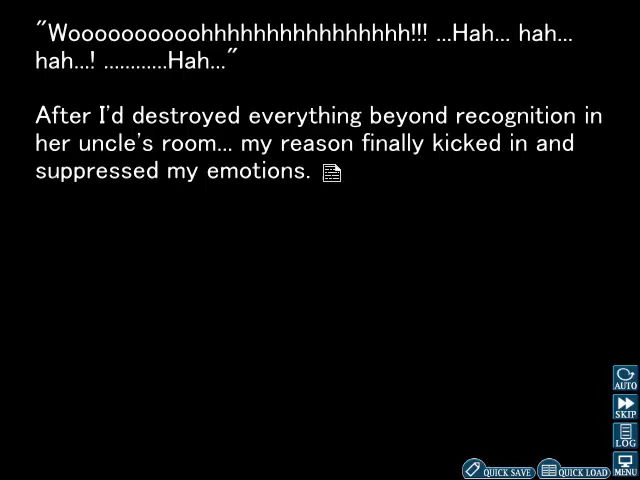 "Woooooooooohhhhhhhhhhhhhhhh!!! ...Hah... hah...
hah...! ............Hah..."
After I'd destroyed everything beyond recognition in
her uncle's room... my reason finally kicked in and
suppressed my emotions.
AUTO
SKIP
LOG
MENU
QUICK SAVE
QUICK LOAD